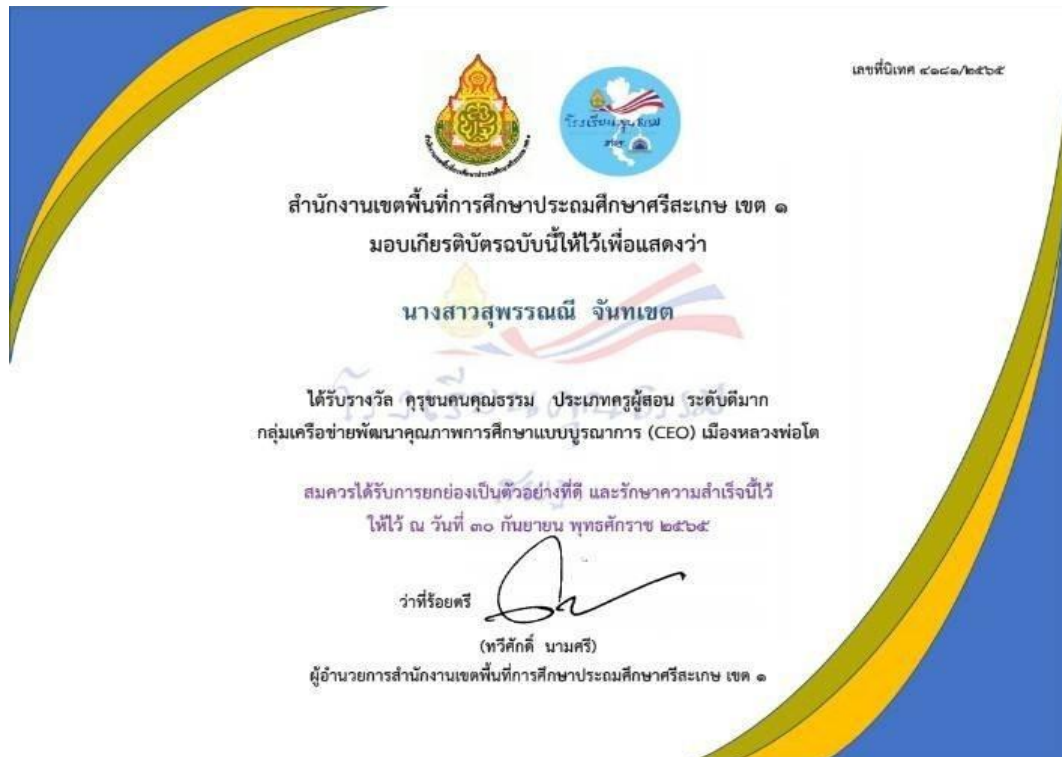 เลขที่นิเทศ ๔๑๘๑/๒๕๖๕
โรงเรียนคุณธรรม
สพฐ
สำนักงานเขตพื้นที่การศึกษาประถมศึกษาศรีสะเกษ เขต ๑
มอบเกียรติบัตรฉบับนี้ให้ไว้เพื่อแสดงว่า
นางสาวสุพรรณณี จันทเขต
ได้รับรางวัล คุรุชนคนคุณธรรม ประเภทครูผู้สอน ระดับดีมาก
กลุ่มเครือข่ายพัฒนาคุณภาพการศึกษาแบบบูรณาการ (CEO) เมืองหลวงพ่อโต
สมควรได้รับการยกย่องเป็นตัวอย่างที่ดี และรักษาความสำเร็จนี้ไว้
ให้ไว้ ณ วันที่ ๓๐ กันยายน พุทธศักราช ๒๕๖๕
ว่าที่ร้อยตรี
(ทวีศักดิ์ นามศรี)
ผู้อำนวยการสำนักงานเขตพื้นที่การศึกษาประถมศึกษาศรีสะเกษ เขต ๑